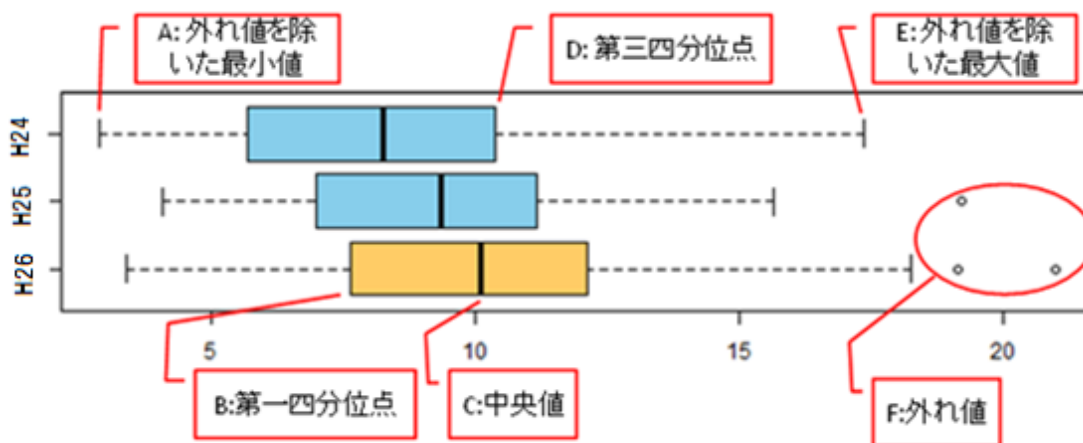 A: 外れ値を除
いた最小値
D: 第三四分位点
E: 外れ値を除
いた最大値
H24
H25
H26
5
10
15
20
B:第一四分位点
C:中央値
F:外れ値